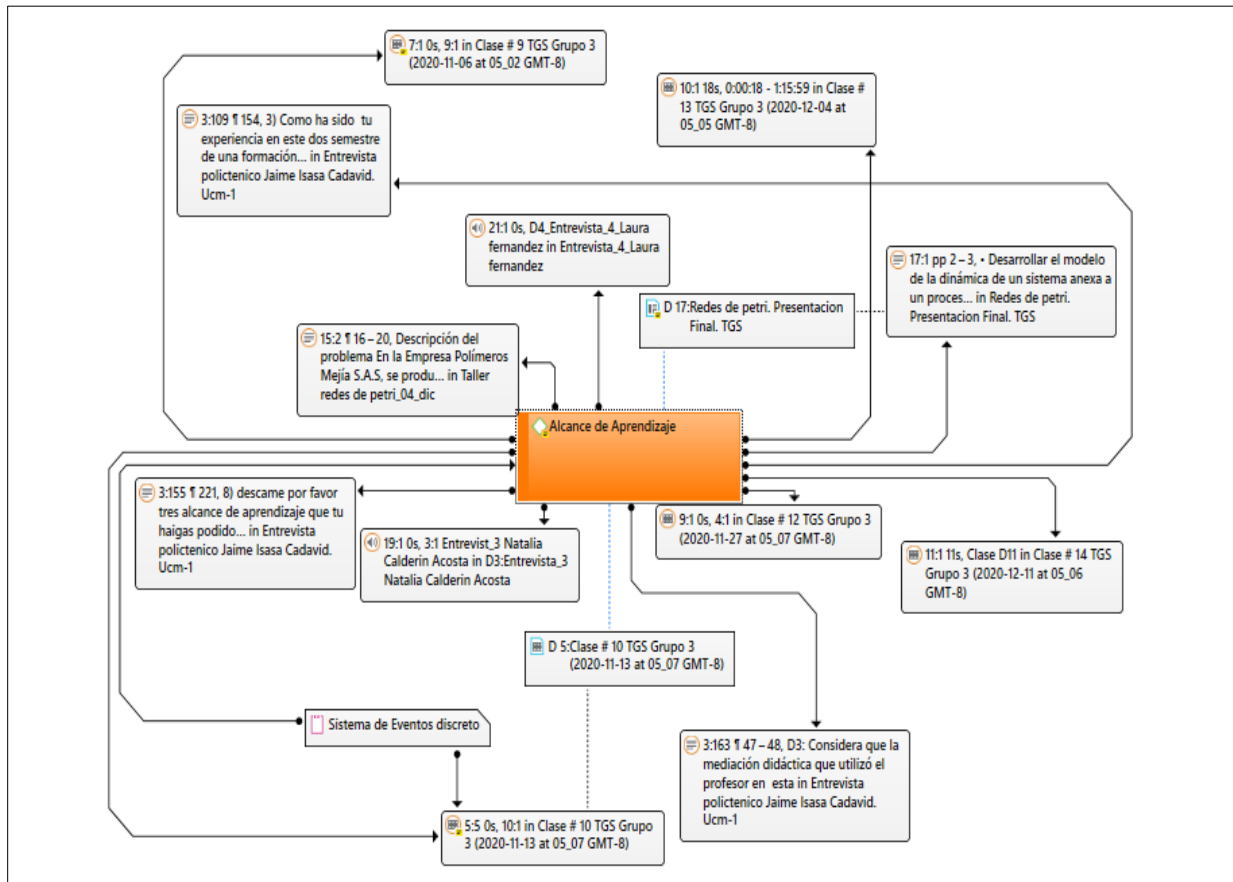 7:1 0s, 9:1 in Clase # 9 TGS Grupo 3
(2020-11-06 at 05_02 GMT-8)
10:1 18s, 0:00:18 - 1:15:59 in Clase #
13 TGS Grupo 3 (2020-12-04 at
05_05 GMT-8)
3:109 ¶ 154, 3) Como ha sido tu
experiencia en este dos semestre
de una formación... in Entrevista
polictenico Jaime Isasa Cadavid.
Ucm-1
21:1 0s, D4_Entrevista_4_Laura
fernandez in Entrevista_4_Laura
fernandez
17:1 pp 2 – 3, • Desarrollar el modelo
de la dinámica de un sistema anexa a
un proces... in Redes de petri.
Presentacion Final. TGS
D 17:Redes de petri. Presentacion
Final. TGS
15:2 ¶ 16 – 20, Descripción del
problema En la Empresa Polímeros
Mejía S.A.S, se produ... in Taller
redes de petri_04_dic
Alcance de Aprendizaje
3:155 ¶ 221, 8) descame por favor
tres alcance de aprendizaje que tu
haigas podido... in Entrevista
polictenico Jaime Isasa Cadavid.
Ucm-1
19:1 0s, 3:1 Entrevist_3 Natalia
Calderin Acosta in D3:Entrevista_3
Natalia Calderin Acosta
9:1 0s, 4:1 in Clase # 12 TGS Grupo 3
(2020-11-27 at 05_07 GMT-8)
11:1 11s, Clase D11 in Clase # 14 TGS
Grupo 3 (2020-12-11 at 05_06
GMT-8)
D 5:Clase # 10 TGS Grupo 3
(2020-11-13 at 05_07 GMT-8)
Sistema de Eventos discreto
3:163 ¶ 47 – 48, D3: Considera que la
mediación didáctica que utilizó el
profesor en esta in Entrevista
polictenico Jaime Isasa Cadavid.
Ucm-1
5:5 0s, 10:1 in Clase # 10 TGS Grupo
3 (2020-11-13 at 05_07 GMT-8)